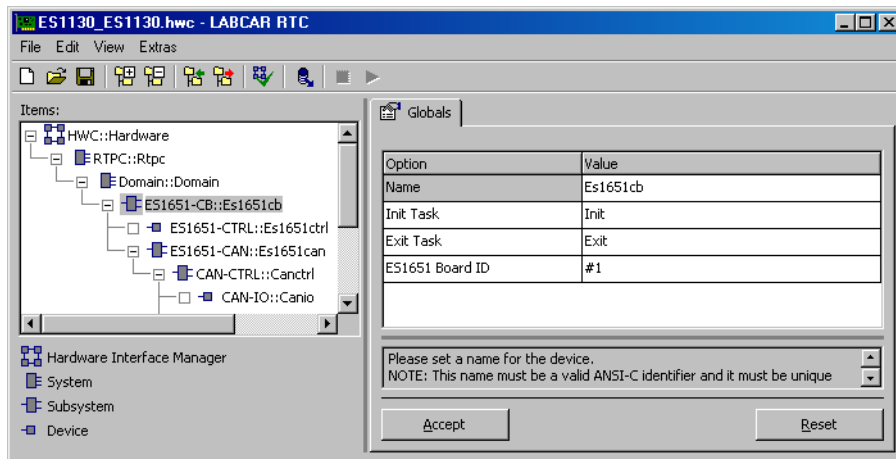 ES1130_ES1130.hwc - LABCAR RTC
File Edit View Extras
Items:
HWC::Hardware
RTPC::Rtpc
Domain::Domain
ES1651-CB::Es1651cb
ES1651-CTRL::Es1651ctrl
ES1651-CAN::Es1651can
CAN-CTRL::Canctrl
CAN-IO::Canio
Hardware Interface Manager
System
Subsystem
Device
Globals
Option Value
Name Es1651cb
Init Task Init
Exit Task Exit
ES1651 Board ID #1
Please set a name for the device.
NOTE: This name must be a valid ANSI-C identifier and it must be unique
Accept Reset